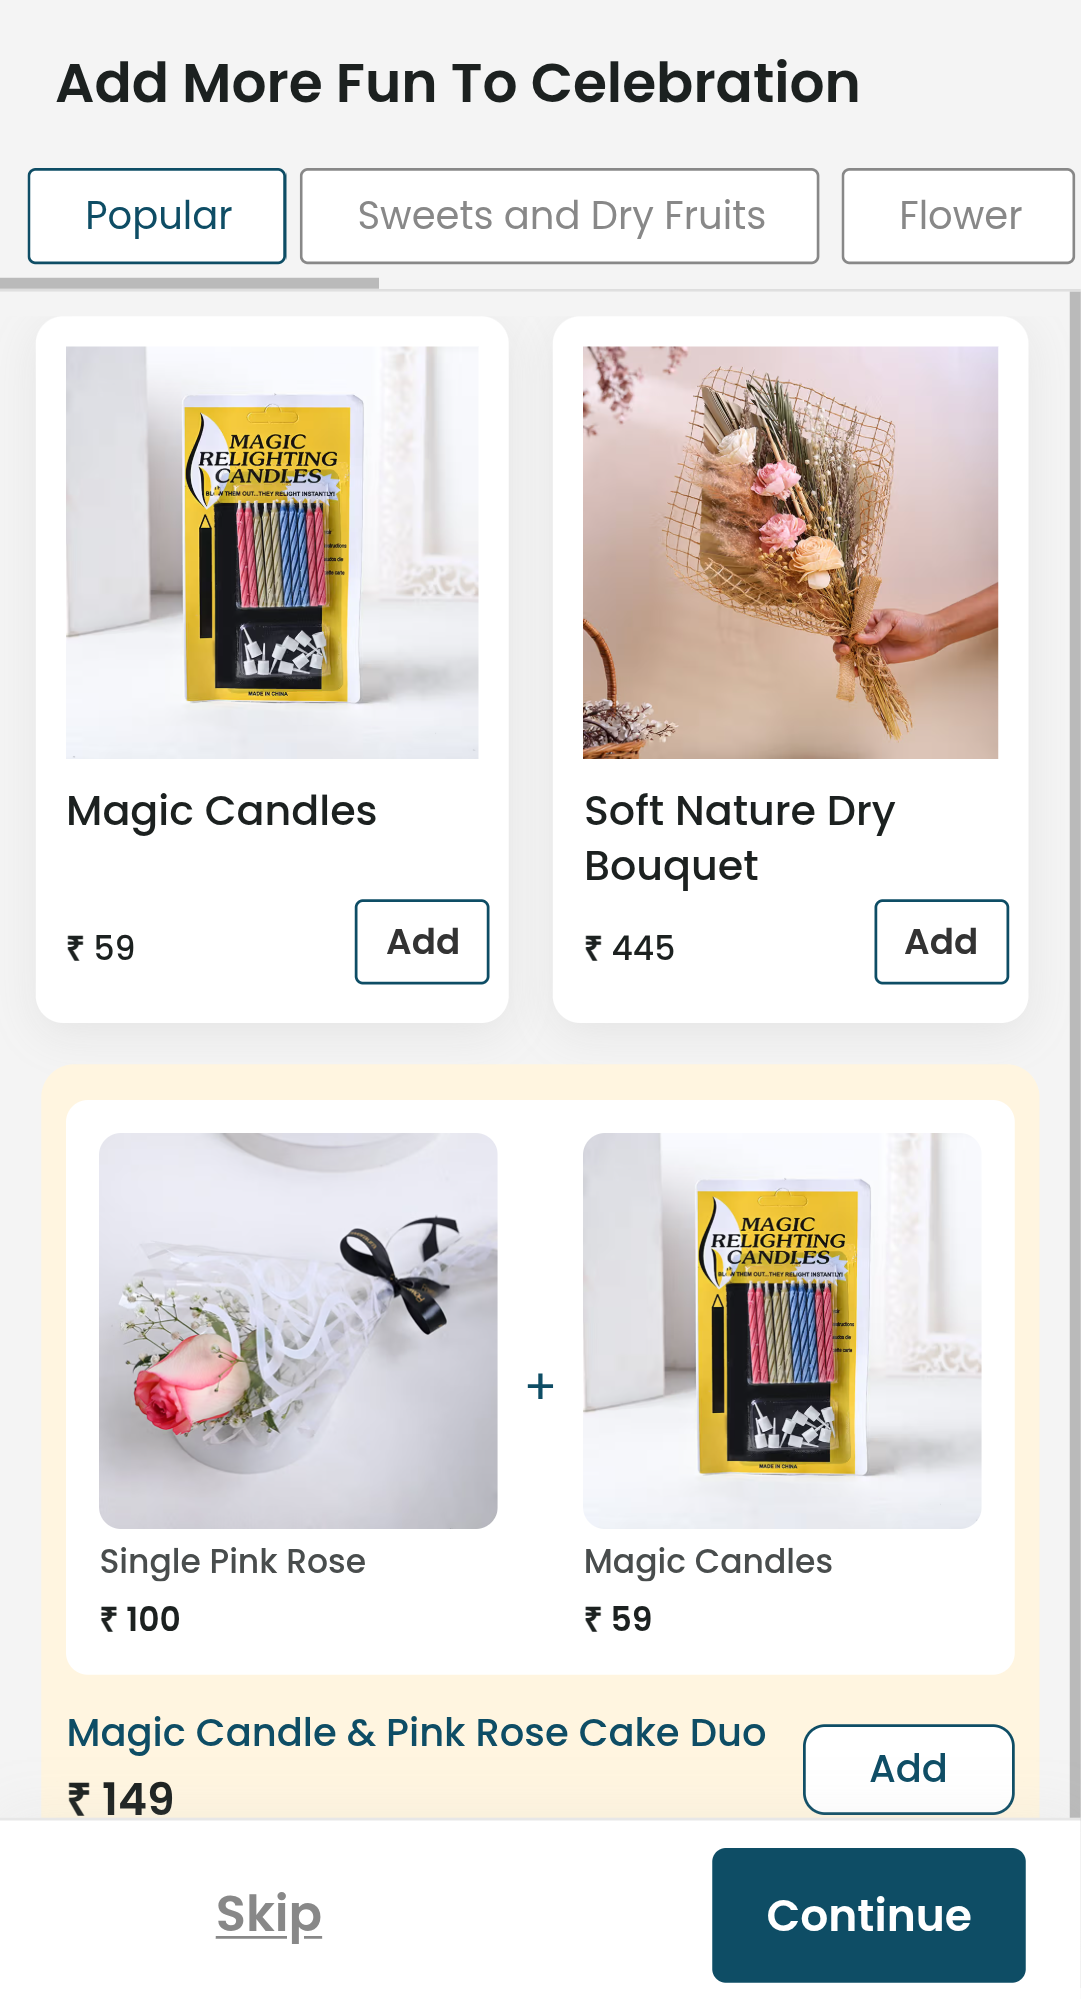 Add More Fun To Celebration
Popular
Sweets and Dry Fruits
Flower
MAGIC
RELIGHTING
CANDLES
THEM OUT...THEY RELIGHT INSTANTLY!
MADE IN CHINA
Magic Candles
₹ 59
Add
Soft Nature Dry
Bouquet
₹ 445
Add
Single Pink Rose
₹ 100
+
MAGIC
RELIGHTING
CANDLES
THEM OUT...THEY RELIGHT INSTANTLY!
MADE IN CHINA
Magic Candles
₹ 59
Magic Candle & Pink Rose Cake Duo
₹ 149
Add
Skip
Continue